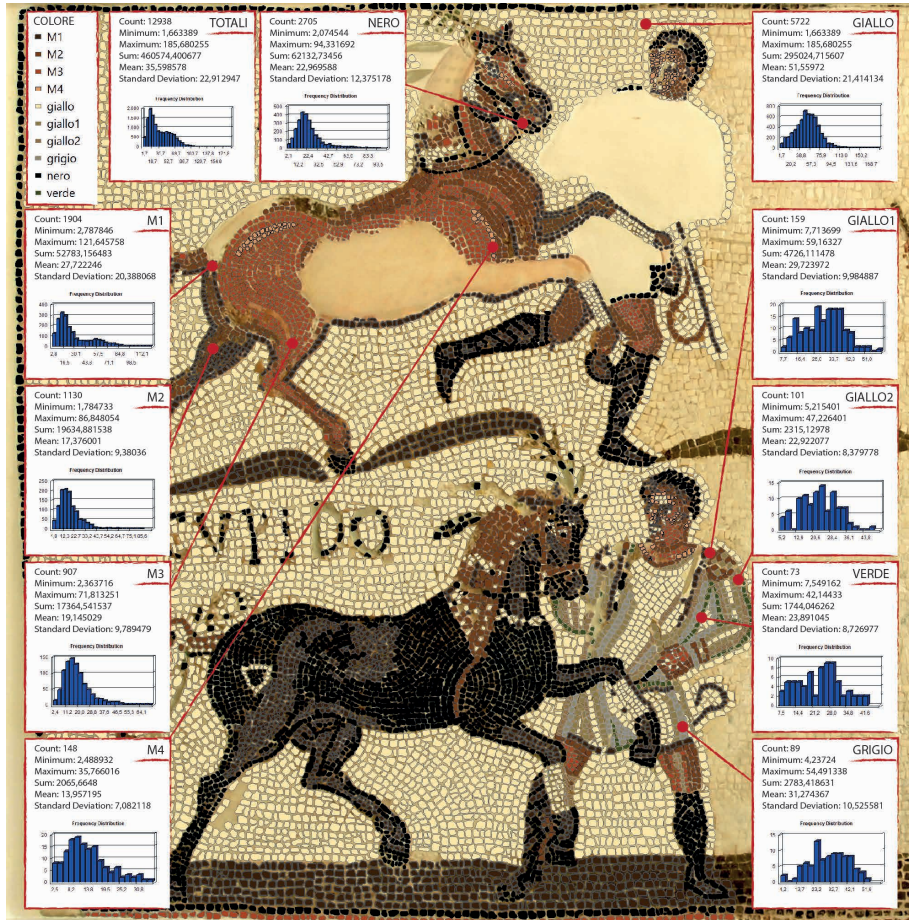 COLORE
M1
M2
M3
M4
giallo
giallo1
giallo2
grigio
nero
verde
TOTALI
Count: 12938
Minimum: 1,663389
Maximum: 185,680255
Sum: 460574,400677
Mean: 35,598578
Standard Deviation: 22,912947
Frequency Distribution
NERO
Count: 2705
Minimum: 2,074544
Maximum: 94,331692
Sum: 62132,73456
Mean: 22,969588
Standard Deviation: 12,375178
Frequency Distribution
GIALLO
Count: 5722
Minimum: 1,663389
Maximum: 185,680255
Sum: 295024,715607
Mean: 51,55972
Standard Deviation: 21,414134
Frequency Distribution
M1
Count: 1904
Minimum: 2,787846
Maximum: 121,645758
Sum: 52783,156483
Mean: 27,722246
Standard Deviation: 20,388068
Frequency Distribution
GIALLO1
Count: 159
Minimum: 7,713699
Maximum: 59,16327
Sum: 4726,111478
Mean: 29,723972
Standard Deviation: 9,984887
Frequency Distribution
M2
Count: 1130
Minimum: 1,784733
Maximum: 86,848054
Sum: 19634,881538
Mean: 17,376001
Standard Deviation: 9,38036
Frequency Distribution
GIALLO2
Count: 101
Minimum: 5,215401
Maximum: 47,226401
Sum: 2315,12978
Mean: 22,922077
Standard Deviation: 8,379778
Frequency Distribution
M3
Count: 907
Minimum: 2,363716
Maximum: 71,813251
Sum: 17364,541537
Mean: 19,145029
Standard Deviation: 9,789479
Frequency Distribution
VERDE
Count: 73
Minimum: 7,549162
Maximum: 42,14433
Sum: 1744,046262
Mean: 23,891045
Standard Deviation: 8,726977
Frequency Distribution
M4
Count: 148
Minimum: 2,488932
Maximum: 35,766016
Sum: 2065,6648
Mean: 13,957195
Standard Deviation: 7,082118
Frequency Distribution
GRIGIO
Count: 89
Minimum: 4,23724
Maximum: 54,491338
Sum: 2783,418631
Mean: 31,274367
Standard Deviation: 10,525581
Frequency Distribution